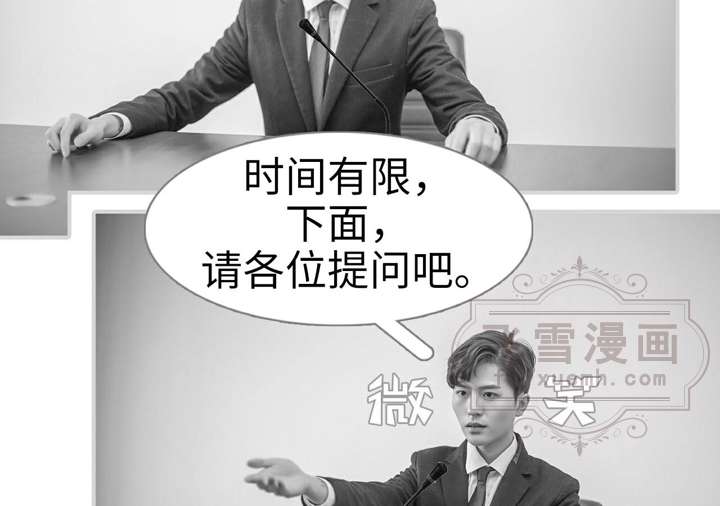 时间有限，
下面，
请各位提问吧。
飞雪漫画
微 笑